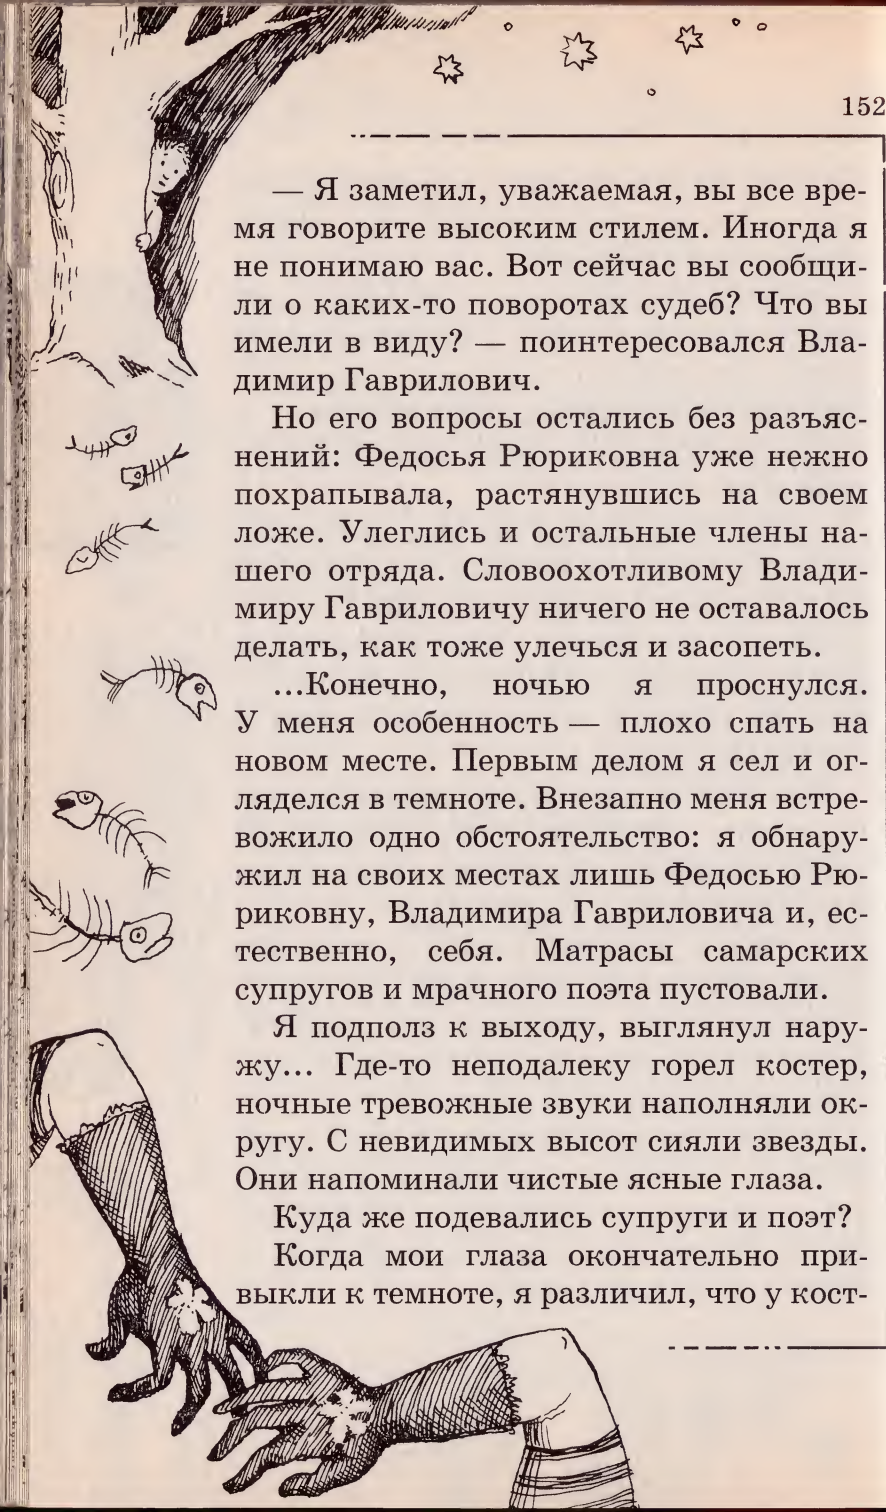 152
— Я заметил, уважаемая, вы все вре-
мя говорите высоким стилем. Иногда я
не понимаю вас. Вот сейчас вы сообщи-
ли о каких-то поворотах судеб? Что вы
имели в виду? — поинтересовался Вла-
димир Гаврилович.
Но его вопросы остались без разъяс-
нений: Федосья Рюриковна уже нежно
похрапывала, растянувшись на своем
ложе. Улеглись и остальные члены на-
шего отряда. Словоохотливому Влади-
миру Гавриловичу ничего не оставалось
делать, как тоже улечься и засопеть.
...Конечно, ночью я проснулся.
У меня особенность — плохо спать на
новом месте. Первым делом я сел и ог-
ляделся в темноте. Внезапно меня встре-
вожило одно обстоятельство: я обнару-
жил на своих местах лишь Федосью Рю-
риковну, Владимира Гавриловича и, ес-
тественно, себя. Матрасы самарских
супругов и мрачного поэта пустовали.
Я подполз к выходу, выглянул нару-
жу... Где-то неподалеку горел костер,
ночные тревожные звуки наполняли ок-
ругу. С невидимых высот сияли звезды.
Они напоминали чистые ясные глаза.
Куда же подевались супруги и поэт?
Когда мои глаза окончательно при-
выкли к темноте, я различил, что у кост-